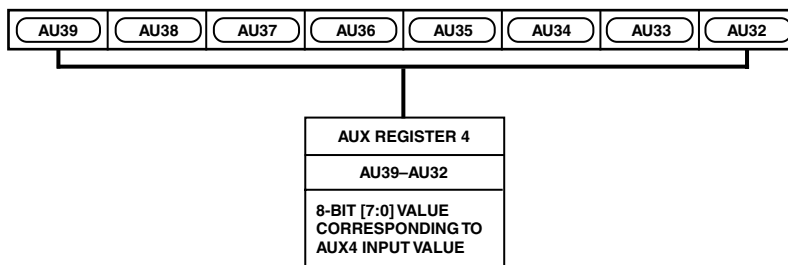 AU39 AU38 AU37 AU36 AU35 AU34 AU33 AU32
AUX REGISTER 4
AU39–AU32
8-BIT [7:0] VALUE
CORRESPONDING TO
AUX4 INPUT VALUE